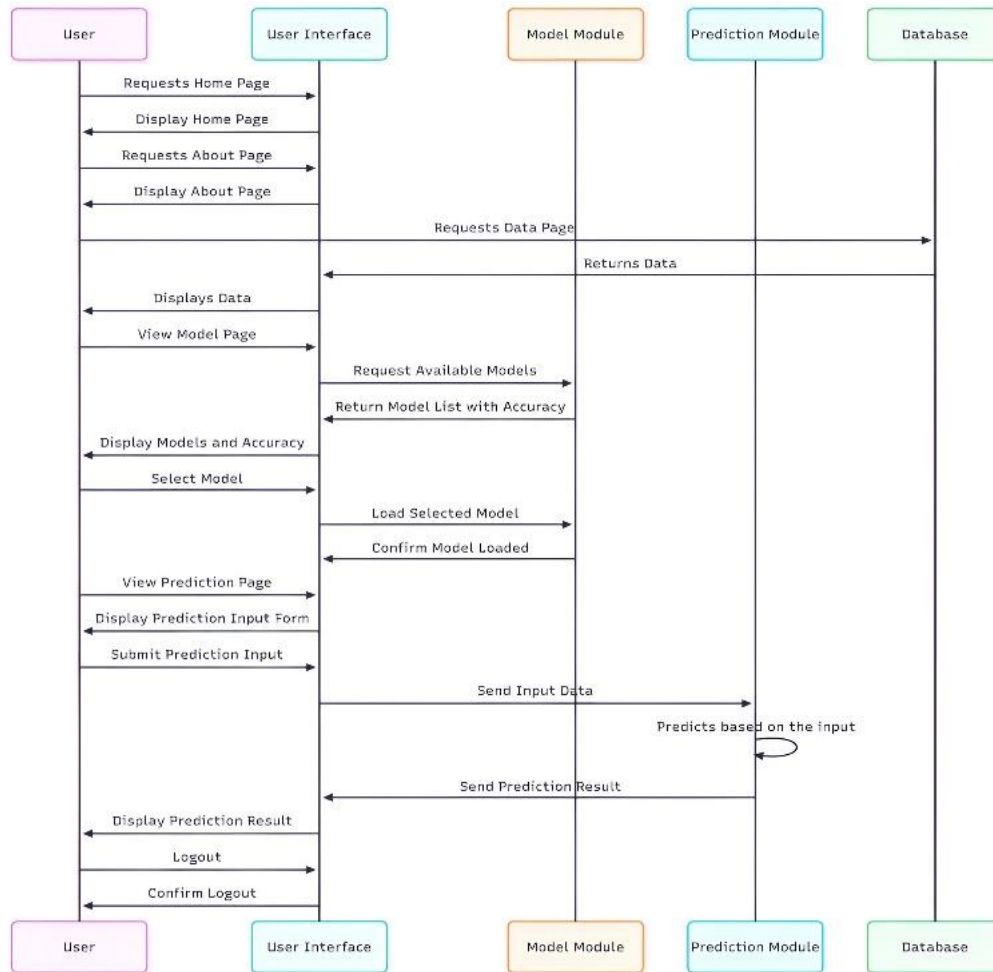 User
User Interface
Model Module
Prediction Module
Database
Requests Home Page
Display Home Page
Requests About Page
Display About Page
Requests Data Page
Returns Data
Displays Data
View Model Page
Request Available Models
Return Model List with Accuracy
Display Models and Accuracy
Select Model
Load Selected Model
Confirm Model Loaded
View Prediction Page
Display Prediction Input Form
Submit Prediction Input
Send Input Data
Predicts based on the input
Send Prediction Result
Display Prediction Result
Logout
Confirm Logout
User
User Interface
Model Module
Prediction Module
Database